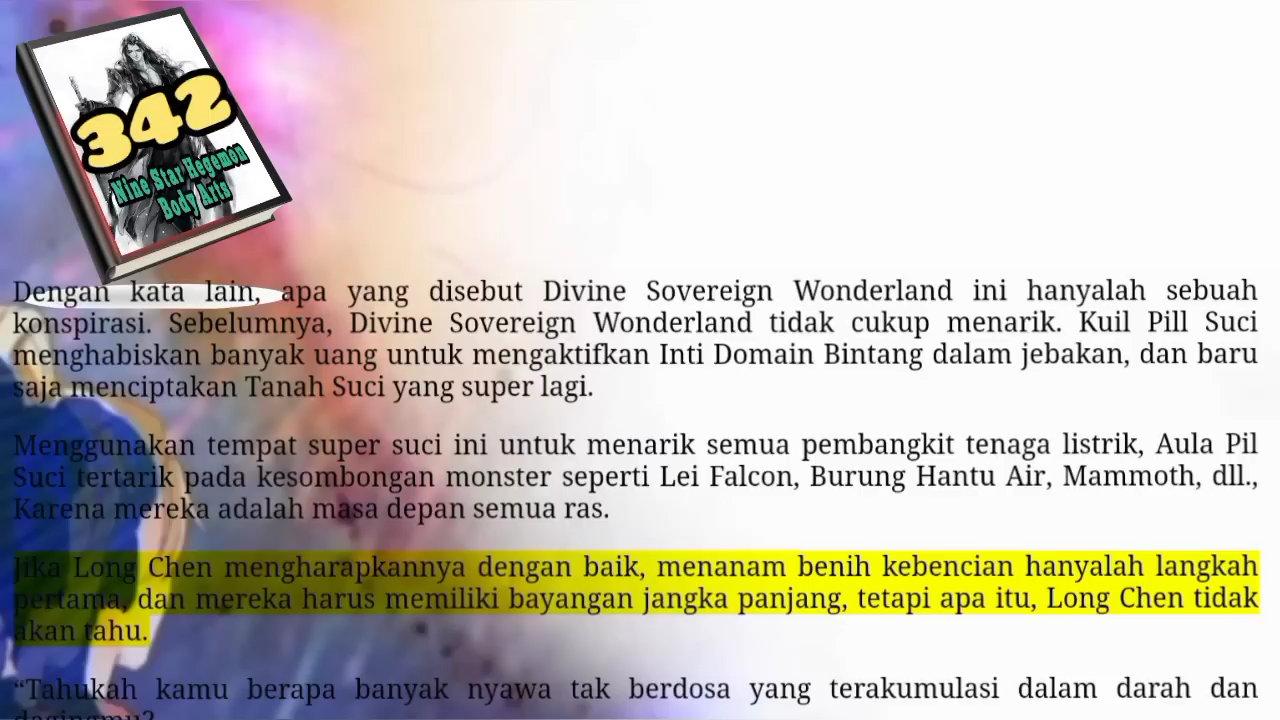 342
Nine Star Hegemon
Body Arts
Dengan kata lain, apa yang disebut Divine Sovereign Wonderland ini hanyalah sebuah
konspirasi. Sebelumnya, Divine Sovereign Wonderland tidak cukup menarik. Kuil Pill Suci
menghabiskan banyak uang untuk mengaktifkan Inti Domain Bintang dalam jebakan, dan baru
saja menciptakan Tanah Suci yang super lagi.
Menggunakan tempat super suci ini untuk menarik semua pembangkit tenaga listrik, Aula Pil
Suci tertarik pada kesombongan monster seperti Lei Falcon, Burung Hantu Air, Mammoth, dll.,
Karena mereka adalah masa depan semua ras.
Jika Long Chen mengharapkannya dengan baik, menanam benih kebencian hanyalah langkah
pertama, dan mereka harus memiliki bayangan jangka panjang, tetapi apa itu, Long Chen tidak
akan tahu.
“Tahukah kamu berapa banyak nyawa tak berdosa yang terakumulasi dalam darah dan
dagingmu?